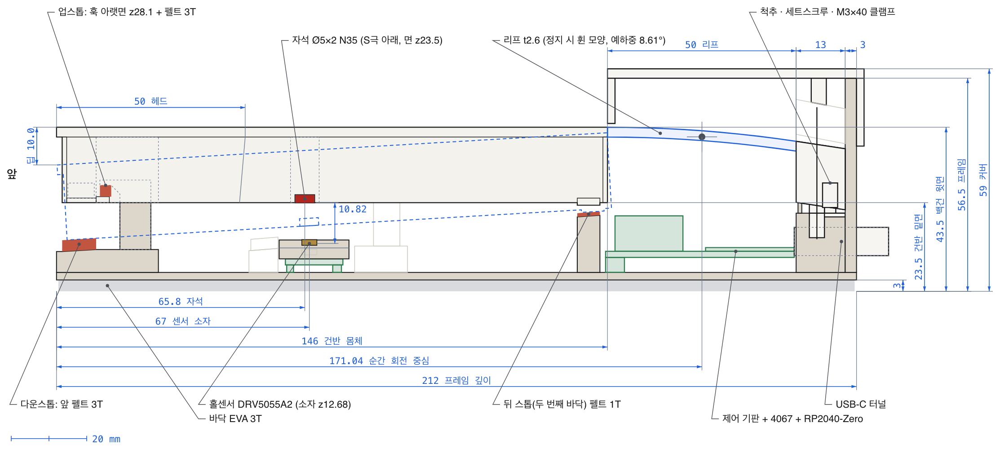 업스톱: 훅 아랫면 z28.1 + 펠트 3T
척추 · 세트스크루 · M3×40 클램프
자석 Ø5×2 N35 (S극 아래, 면 z23.5)
리프 t2.6 (정지 시 휜 모양, 예하중 8.61°)
50 리프
13
3
50 헤드
딥 10.0
앞
10.82
23.5 건반 밑면
43.5 백건 윗면
56.5 프레임
59 커버
3
65.8 자석
67 센서 소자
146 건반 몸체
171.04 순간 회전 중심
212 프레임 깊이
다운스톱: 앞 펠트 3T
홀센서 DRV5055A2 (소자 z12.68)
바닥 EVA 3T
뒤 스톱(두 번째 바닥) 펠트 1T
USB-C 터널
제어 기판 + 4067 + RP2040-Zero
20 mm